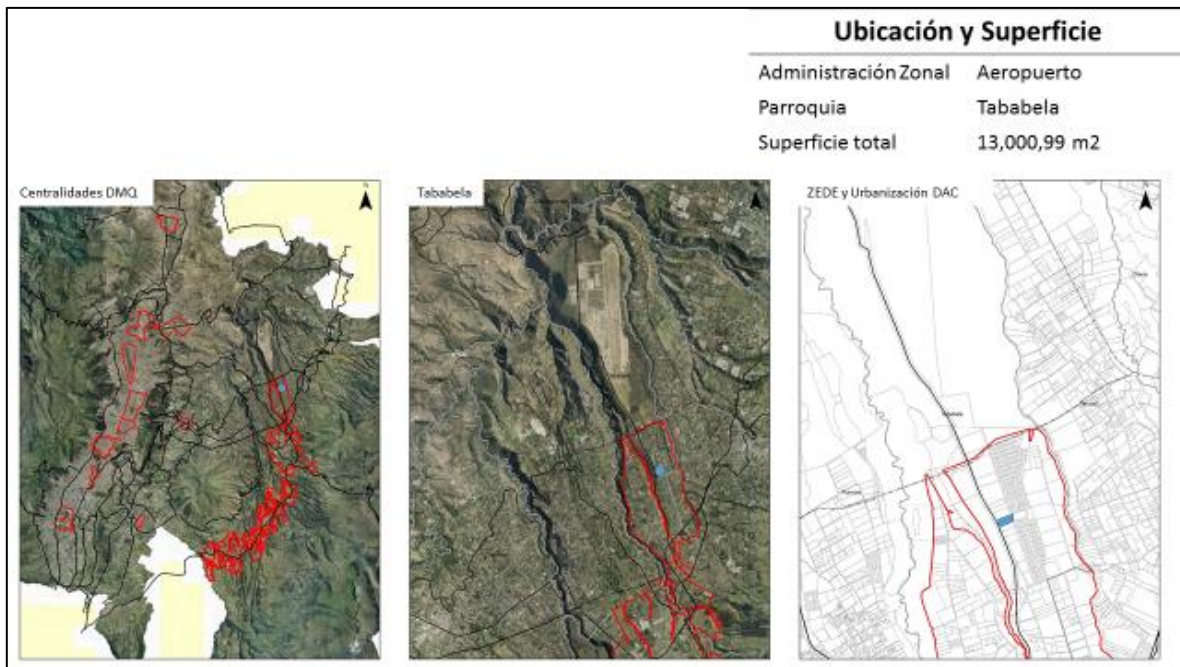 Ubicación y Superficie
Administración Zonal Aeropuerto
Parroquia Tababela
Superficie total 13,000,99 m2
Centralidades DMQ
Tababela
ZEDE y Urbanización DAC